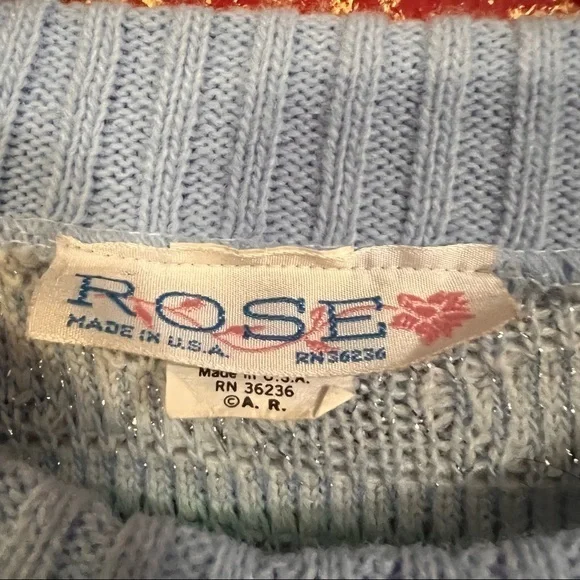 ROSE
MADE IN U.S.A. RN 36236
Made in U.S.A.
RN 36236
© A. R.